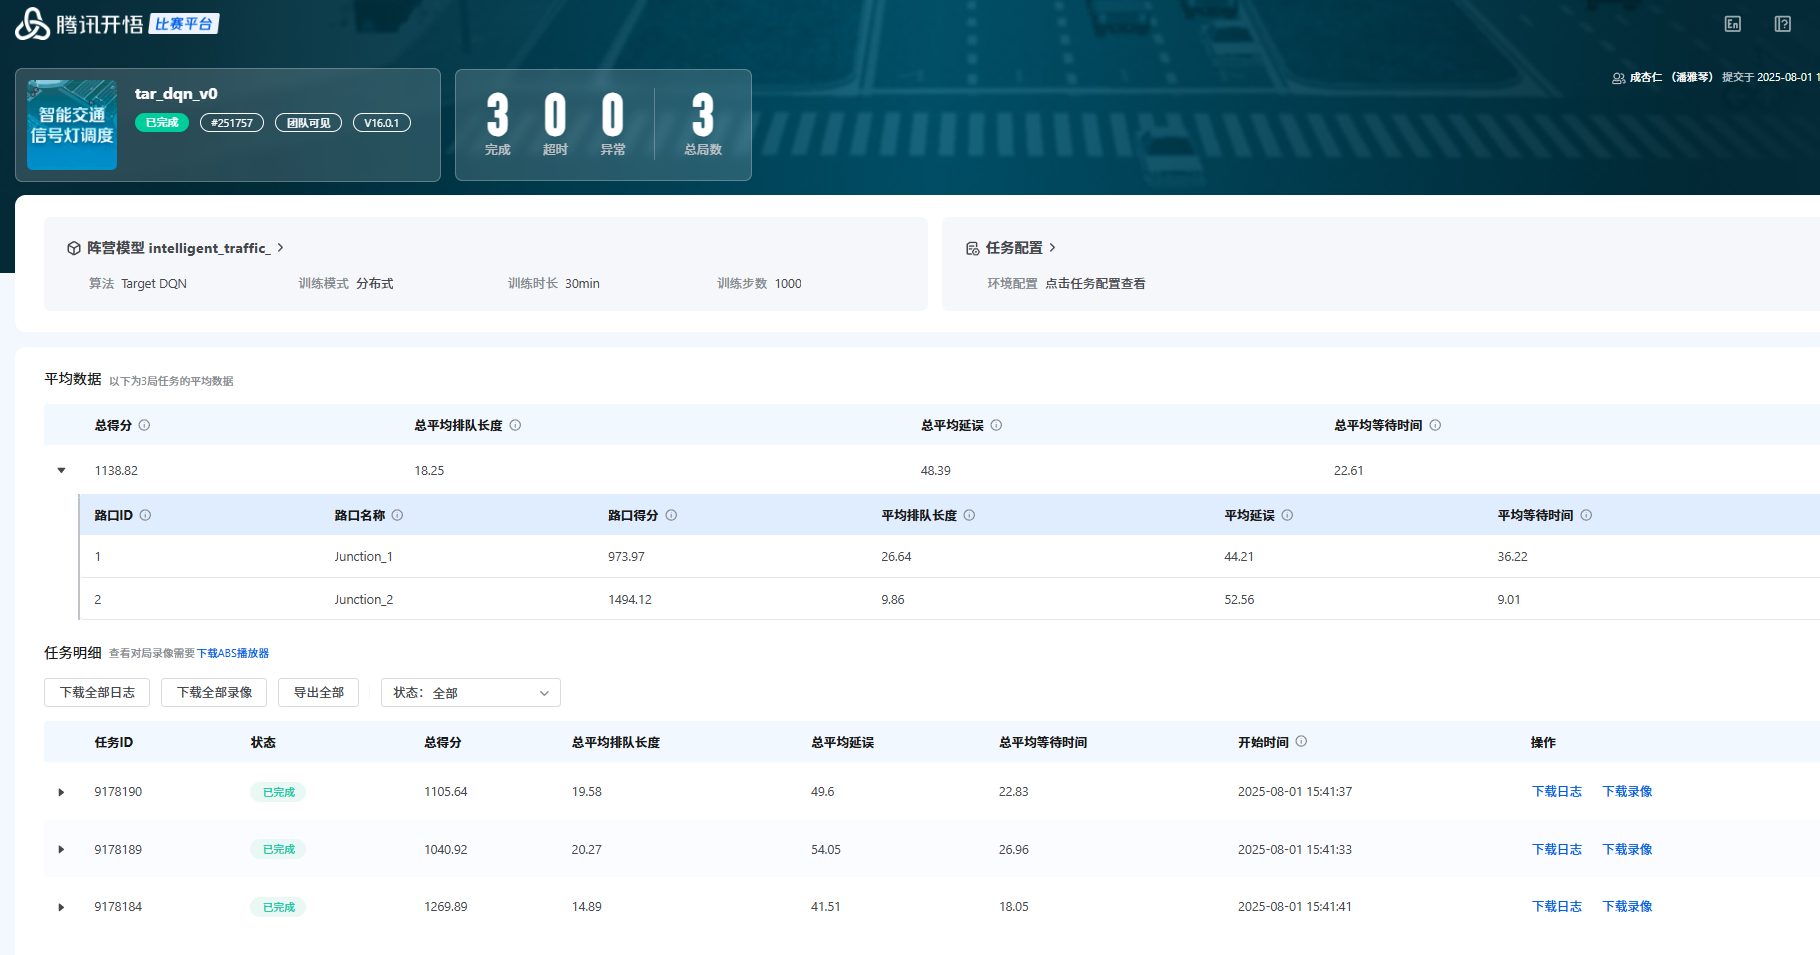 腾讯开悟 比赛平台
En
成杏仁 （潘雅琴） 提交于 2025-08-01 1
智能交通
信号灯调度
tar_dqn_v0
已完成 #251757 团队可见 V16.0.1
3 0 0 3
完成 超时 异常 总局数
阵营模型 intelligent_traffic_ >
算法 Target DQN 训练模式 分布式 训练时长 30min 训练步数 1000
任务配置 >
环境配置 点击任务配置查看
平均数据 以下为3局任务的平均数据
总得分 总平均排队长度 总平均延误 总平均等待时间
1138.82 18.25 48.39 22.61
路口ID 路口名称 路口得分 平均排队长度 平均延误 平均等待时间
1 Junction_1 973.97 26.64 44.21 36.22
2 Junction_2 1494.12 9.86 52.56 9.01
任务明细 查看对局录像需要下载ABS播放器
下载全部日志 下载全部录像 导出全部 状态： 全部
任务ID 状态 总得分 总平均排队长度 总平均延误 总平均等待时间 开始时间 操作
9178190 已完成 1105.64 19.58 49.6 22.83 2025-08-01 15:41:37 下载日志 下载录像
9178189 已完成 1040.92 20.27 54.05 26.96 2025-08-01 15:41:33 下载日志 下载录像
9178184 已完成 1269.89 14.89 41.51 18.05 2025-08-01 15:41:41 下载日志 下载录像